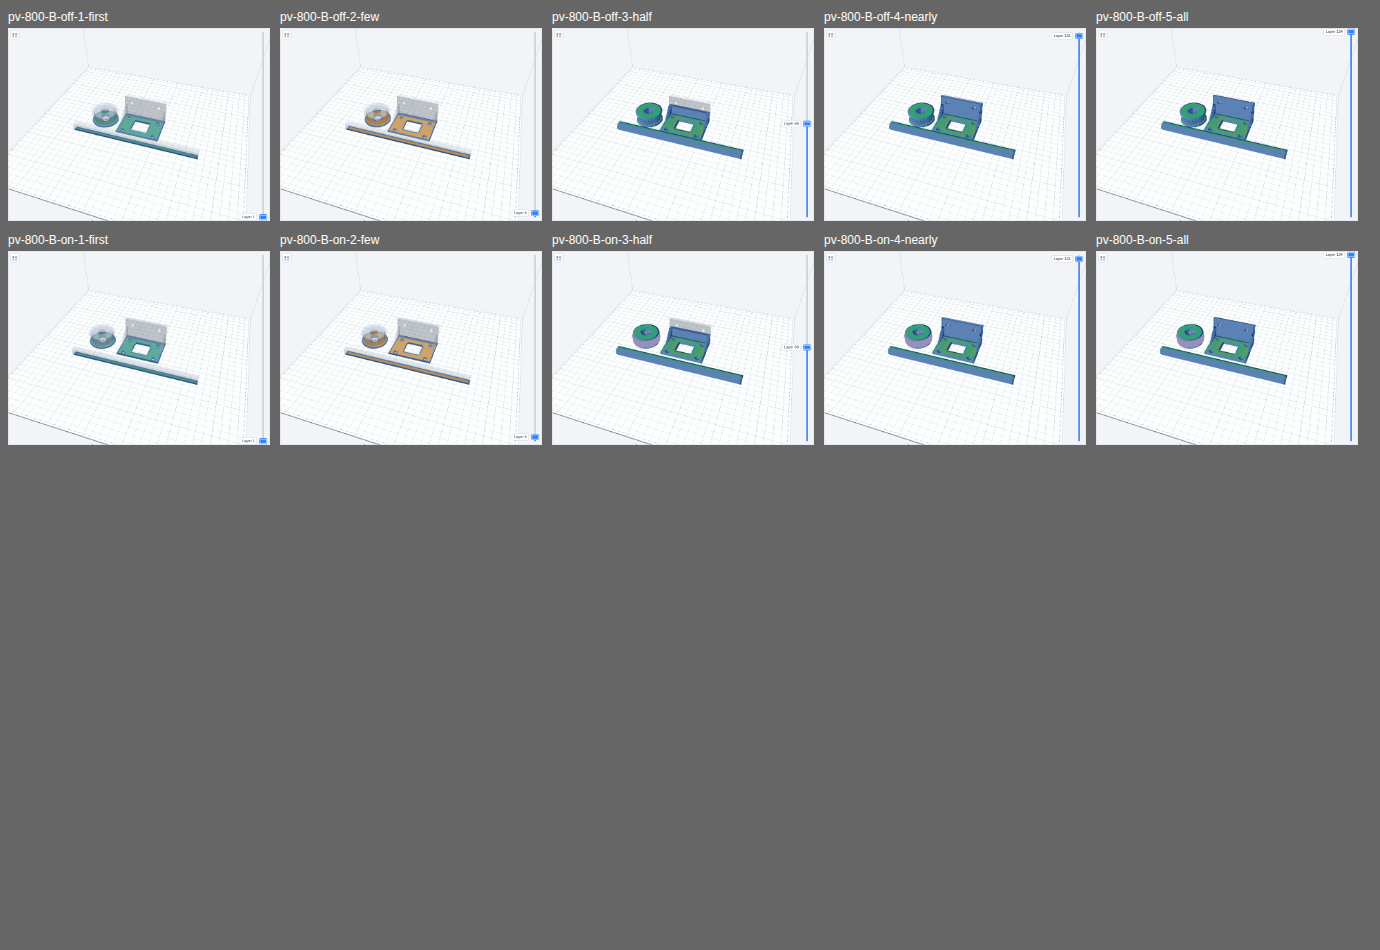 pv-800-B-off-1-first
pv-800-B-off-2-few
pv-800-B-off-3-half
pv-800-B-off-4-nearly
pv-800-B-off-5-all
pv-800-B-on-1-first
pv-800-B-on-2-few
pv-800-B-on-3-half
pv-800-B-on-4-nearly
pv-800-B-on-5-all